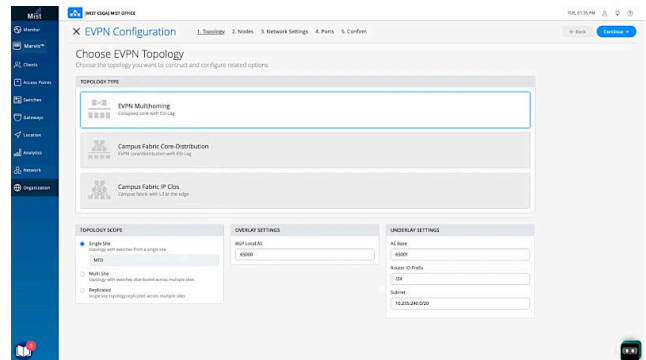 Mist
[MIST CSQA] MIST OFFICE
TUE, 01:35 PM
Monitor
Marvis™
Clients
Access Points
Switches
Gateways
Location
Analytics
Network
Organization
3
× EVPN Configuration
1. Topology 2. Nodes 3. Network Settings 4. Ports 5. Confirm
← Back
Continue →
Choose EVPN Topology
Choose the topology you want to construct and configure related options.
TOPOLOGY TYPE
EVPN Multihoming
Collapsed core with ESI-Lag
Campus Fabric Core-Distribution
EVPN core/distribution with ESI-Lag
Campus Fabric IP Clos
Campus fabric with L3 at the edge
TOPOLOGY SCOPE
Single Site
topology with switches from a single site
NFD
Multi Site
topology with switches distributed across multiple sites
Replicated
single site topology replicated across multiple sites
OVERLAY SETTINGS
BGP Local AS
65000
UNDERLAY SETTINGS
AS Base
65001
Router ID Prefix
/24
Subnet
10.255.240.0/20